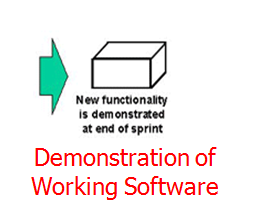 New functionality
is demonstrated
at end of sprint
Demonstration of
Working Software